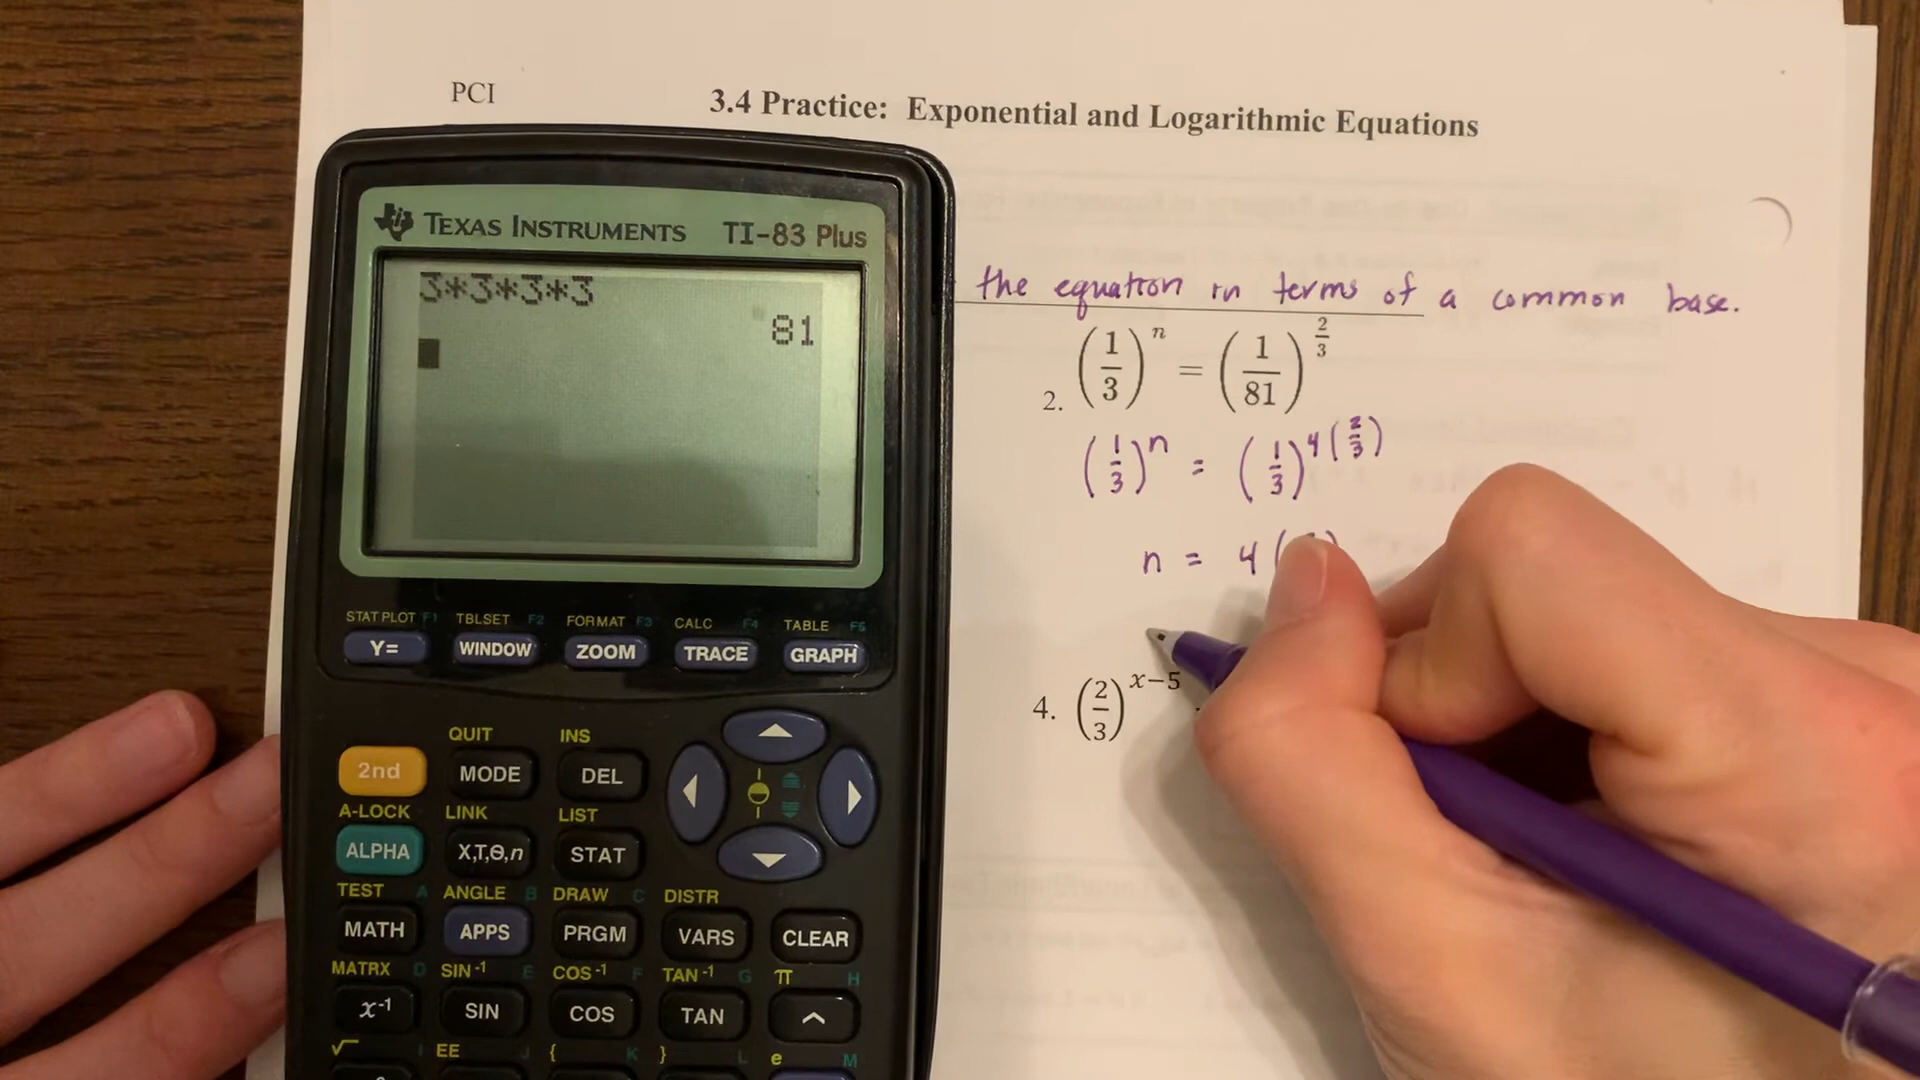 PCI
3.4 Practice: Exponential and Logarithmic Equations
the equation in terms of a common base.
2. (1/3)^n = (1/81)^(2/3)
(1/3)^n = (1/3)^4(2/3)
n = 4(
4. (2/3)^x−5
TEXAS INSTRUMENTS TI-83 Plus
3*3*3*3
81
STAT PLOT F1 TBLSET F2 FORMAT F3 CALC F4 TABLE F5
Y= WINDOW ZOOM TRACE GRAPH
QUIT INS
2nd MODE DEL
A-LOCK LINK LIST
ALPHA X,T,θ,n STAT
TEST A ANGLE B DRAW C DISTR
MATH APPS PRGM VARS CLEAR
MATRX D SIN⁻¹ E COS⁻¹ F TAN⁻¹ G π H
x⁻¹ SIN COS TAN ^
√ I EE J { K } L e M